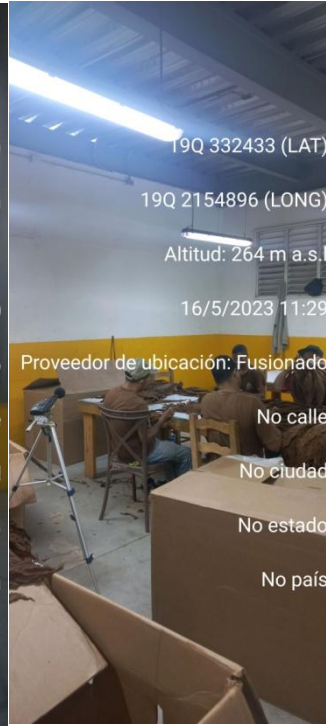 19Q 332433 (LAT)
19Q 2154896 (LONG)
Altitud: 264 m a.s.l
16/5/2023 11:29
Proveedor de ubicación: Fusionado
No calle
No ciudad
No estado
No país